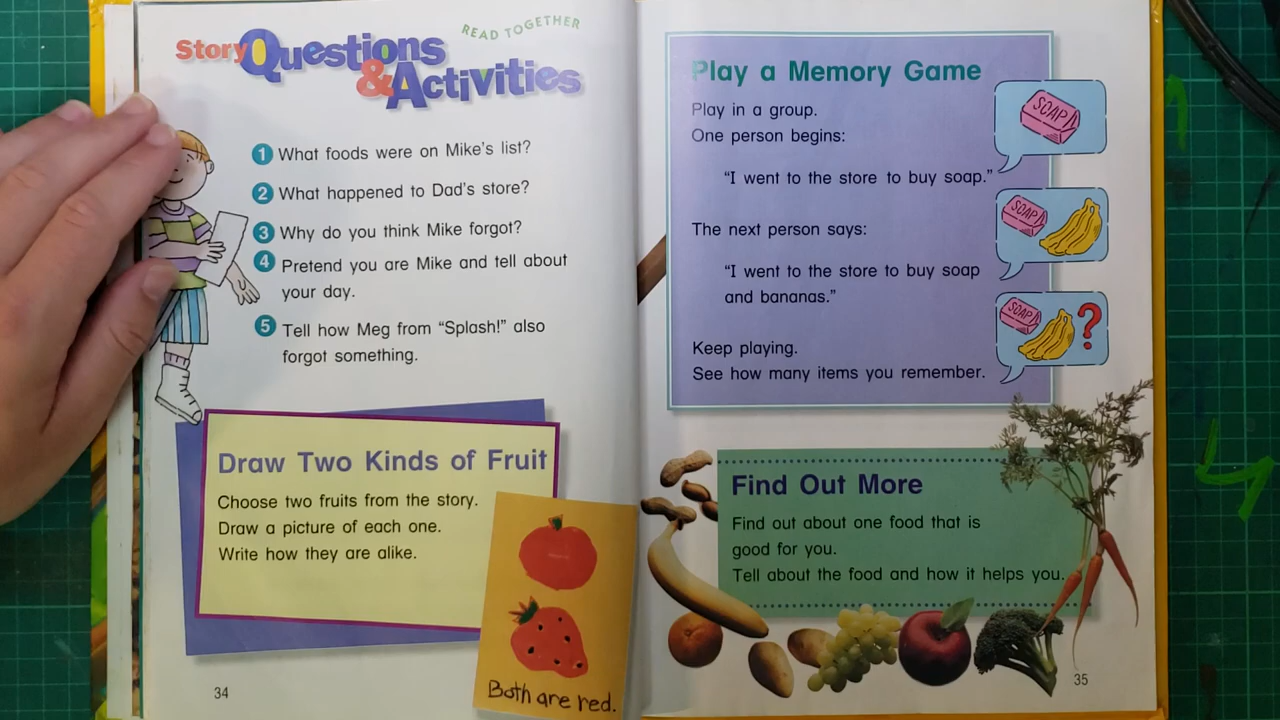 READ TOGETHER
Story Questions
& Activities
1 What foods were on Mike's list?
2 What happened to Dad's store?
3 Why do you think Mike forgot?
4 Pretend you are Mike and tell about
your day.
5 Tell how Meg from “Splash!” also
forgot something.
Draw Two Kinds of Fruit
Choose two fruits from the story.
Draw a picture of each one.
Write how they are alike.
Both are red.
34
Play a Memory Game
Play in a group.
One person begins:
“I went to the store to buy soap.”
The next person says:
“I went to the store to buy soap
and bananas.”
Keep playing.
See how many items you remember.
SOAP
SOAP
SOAP ?
Find Out More
Find out about one food that is
good for you.
Tell about the food and how it helps you.
35